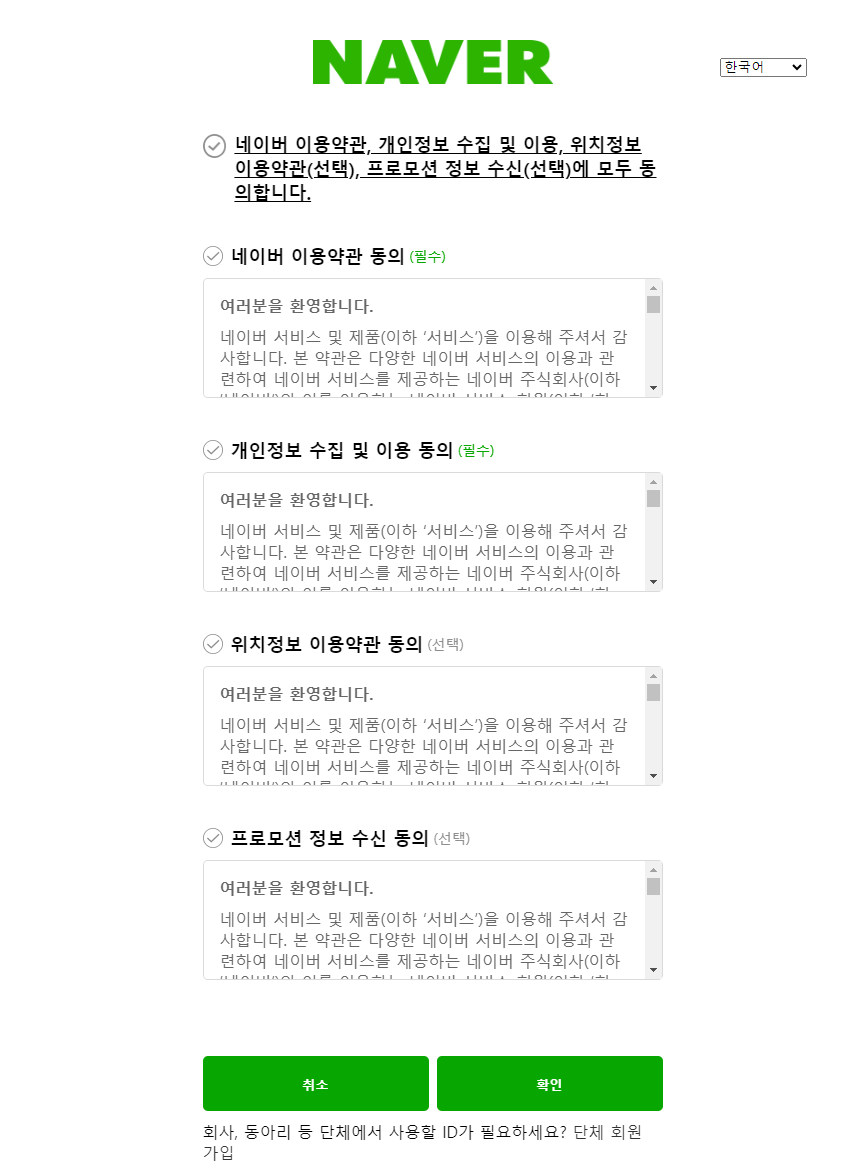 NAVER
한국어
네이버 이용약관, 개인정보 수집 및 이용, 위치정보
이용약관(선택), 프로모션 정보 수신(선택)에 모두 동
의합니다.
네이버 이용약관 동의 (필수)
여러분을 환영합니다.
네이버 서비스 및 제품(이하 ‘서비스’)을 이용해 주셔서 감
사합니다. 본 약관은 다양한 네이버 서비스의 이용과 관
련하여 네이버 서비스를 제공하는 네이버 주식회사(이하
개인정보 수집 및 이용 동의 (필수)
여러분을 환영합니다.
네이버 서비스 및 제품(이하 ‘서비스’)을 이용해 주셔서 감
사합니다. 본 약관은 다양한 네이버 서비스의 이용과 관
련하여 네이버 서비스를 제공하는 네이버 주식회사(이하
위치정보 이용약관 동의 (선택)
여러분을 환영합니다.
네이버 서비스 및 제품(이하 ‘서비스’)을 이용해 주셔서 감
사합니다. 본 약관은 다양한 네이버 서비스의 이용과 관
련하여 네이버 서비스를 제공하는 네이버 주식회사(이하
프로모션 정보 수신 동의 (선택)
여러분을 환영합니다.
네이버 서비스 및 제품(이하 ‘서비스’)을 이용해 주셔서 감
사합니다. 본 약관은 다양한 네이버 서비스의 이용과 관
련하여 네이버 서비스를 제공하는 네이버 주식회사(이하
취소
확인
회사, 동아리 등 단체에서 사용할 ID가 필요하세요? 단체 회원
가입